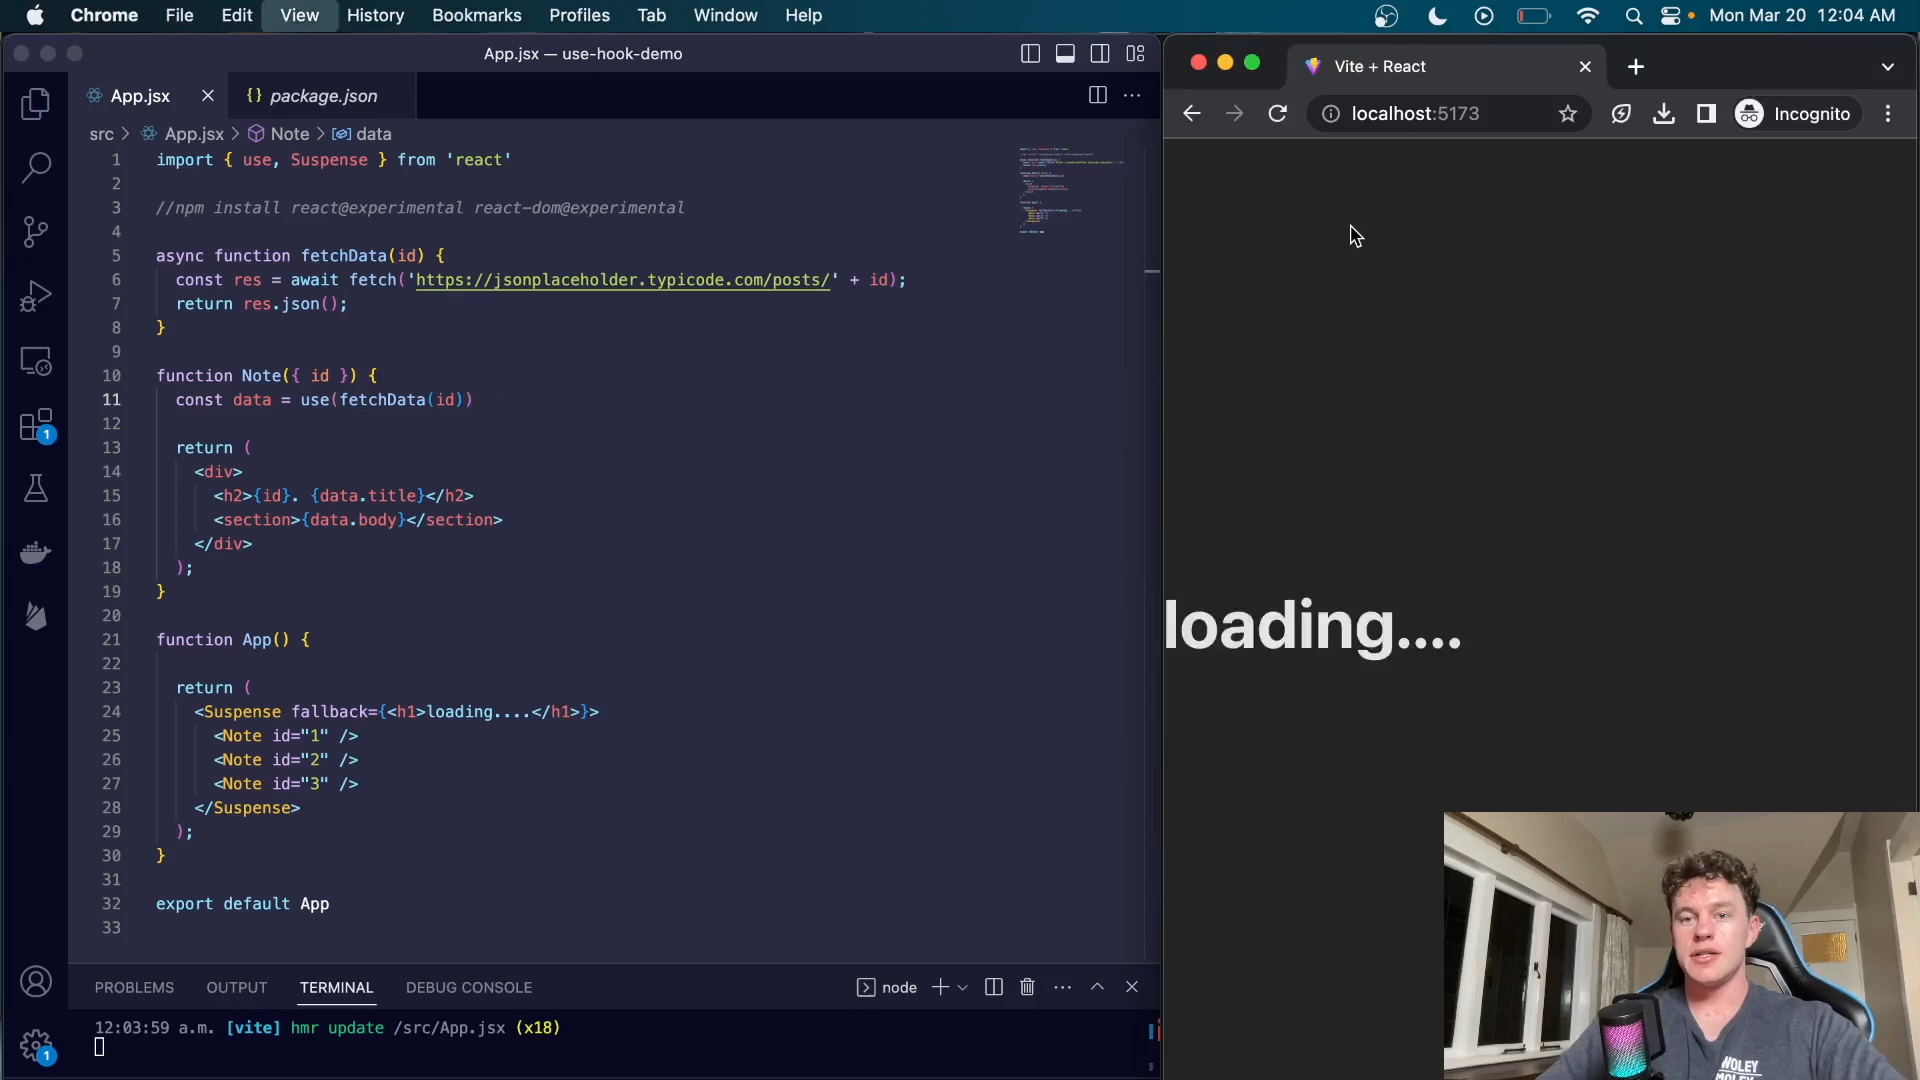 Chrome File Edit View History Bookmarks Profiles Tab Window Help
Mon Mar 20 12:04 AM
App.jsx — use-hook-demo
App.jsx
{} package.json
src > App.jsx > Note > data
1 import { use, Suspense } from 'react'
2
3 //npm install react@experimental react-dom@experimental
4
5 async function fetchData(id) {
6 const res = await fetch('https://jsonplaceholder.typicode.com/posts/' + id);
7 return res.json();
8 }
9
10 function Note({ id }) {
11 const data = use(fetchData(id))
12
13 return (
14 <div>
15 <h2>{id}. {data.title}</h2>
16 <section>{data.body}</section>
17 </div>
18 );
19 }
20
21 function App() {
22
23 return (
24 <Suspense fallback={<h1>loading....</h1>}>
25 <Note id="1" />
26 <Note id="2" />
27 <Note id="3" />
28 </Suspense>
29 );
30 }
31
32 export default App
33
1
1
PROBLEMS OUTPUT TERMINAL DEBUG CONSOLE
node
12:03:59 a.m. [vite] hmr update /src/App.jsx (x18)
Vite + React
localhost:5173
Incognito
loading....
WOLEY
MOLEY